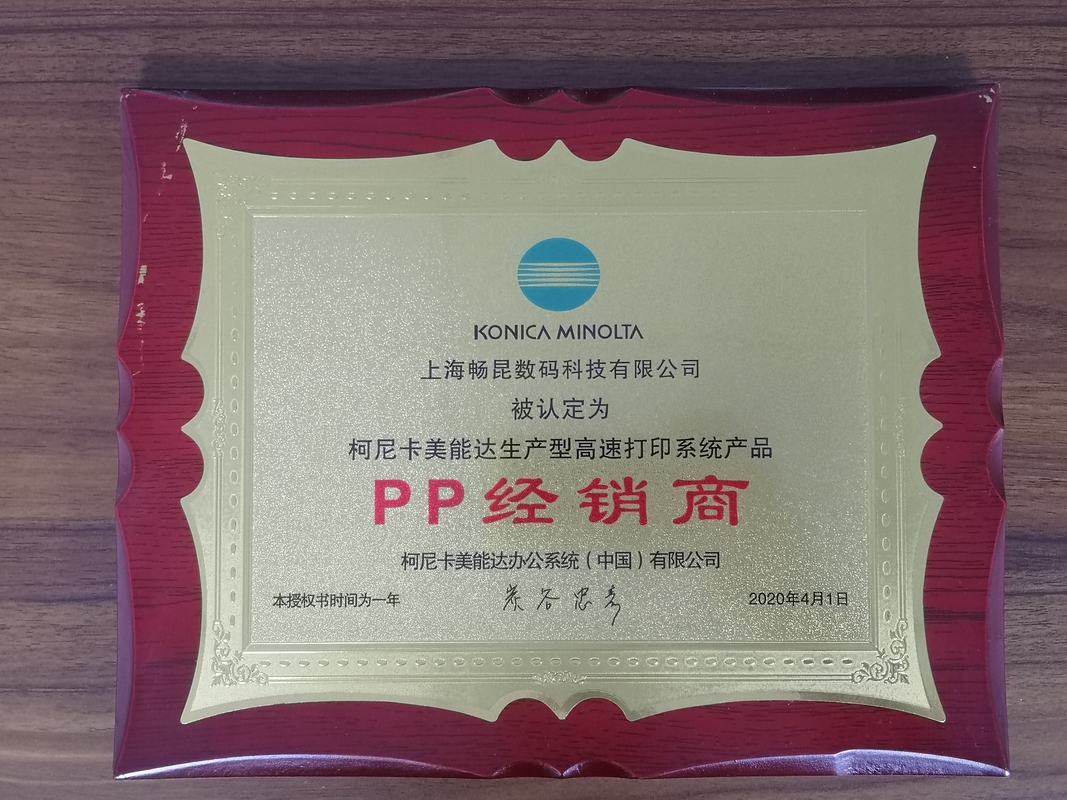 KONICA MINOLTA
上海畅昆数码科技有限公司
被认定为
柯尼卡美能达生产型高速打印系统产品
PP经销商
柯尼卡美能达办公系统（中国）有限公司
本授权书时间为一年
2020年4月1日